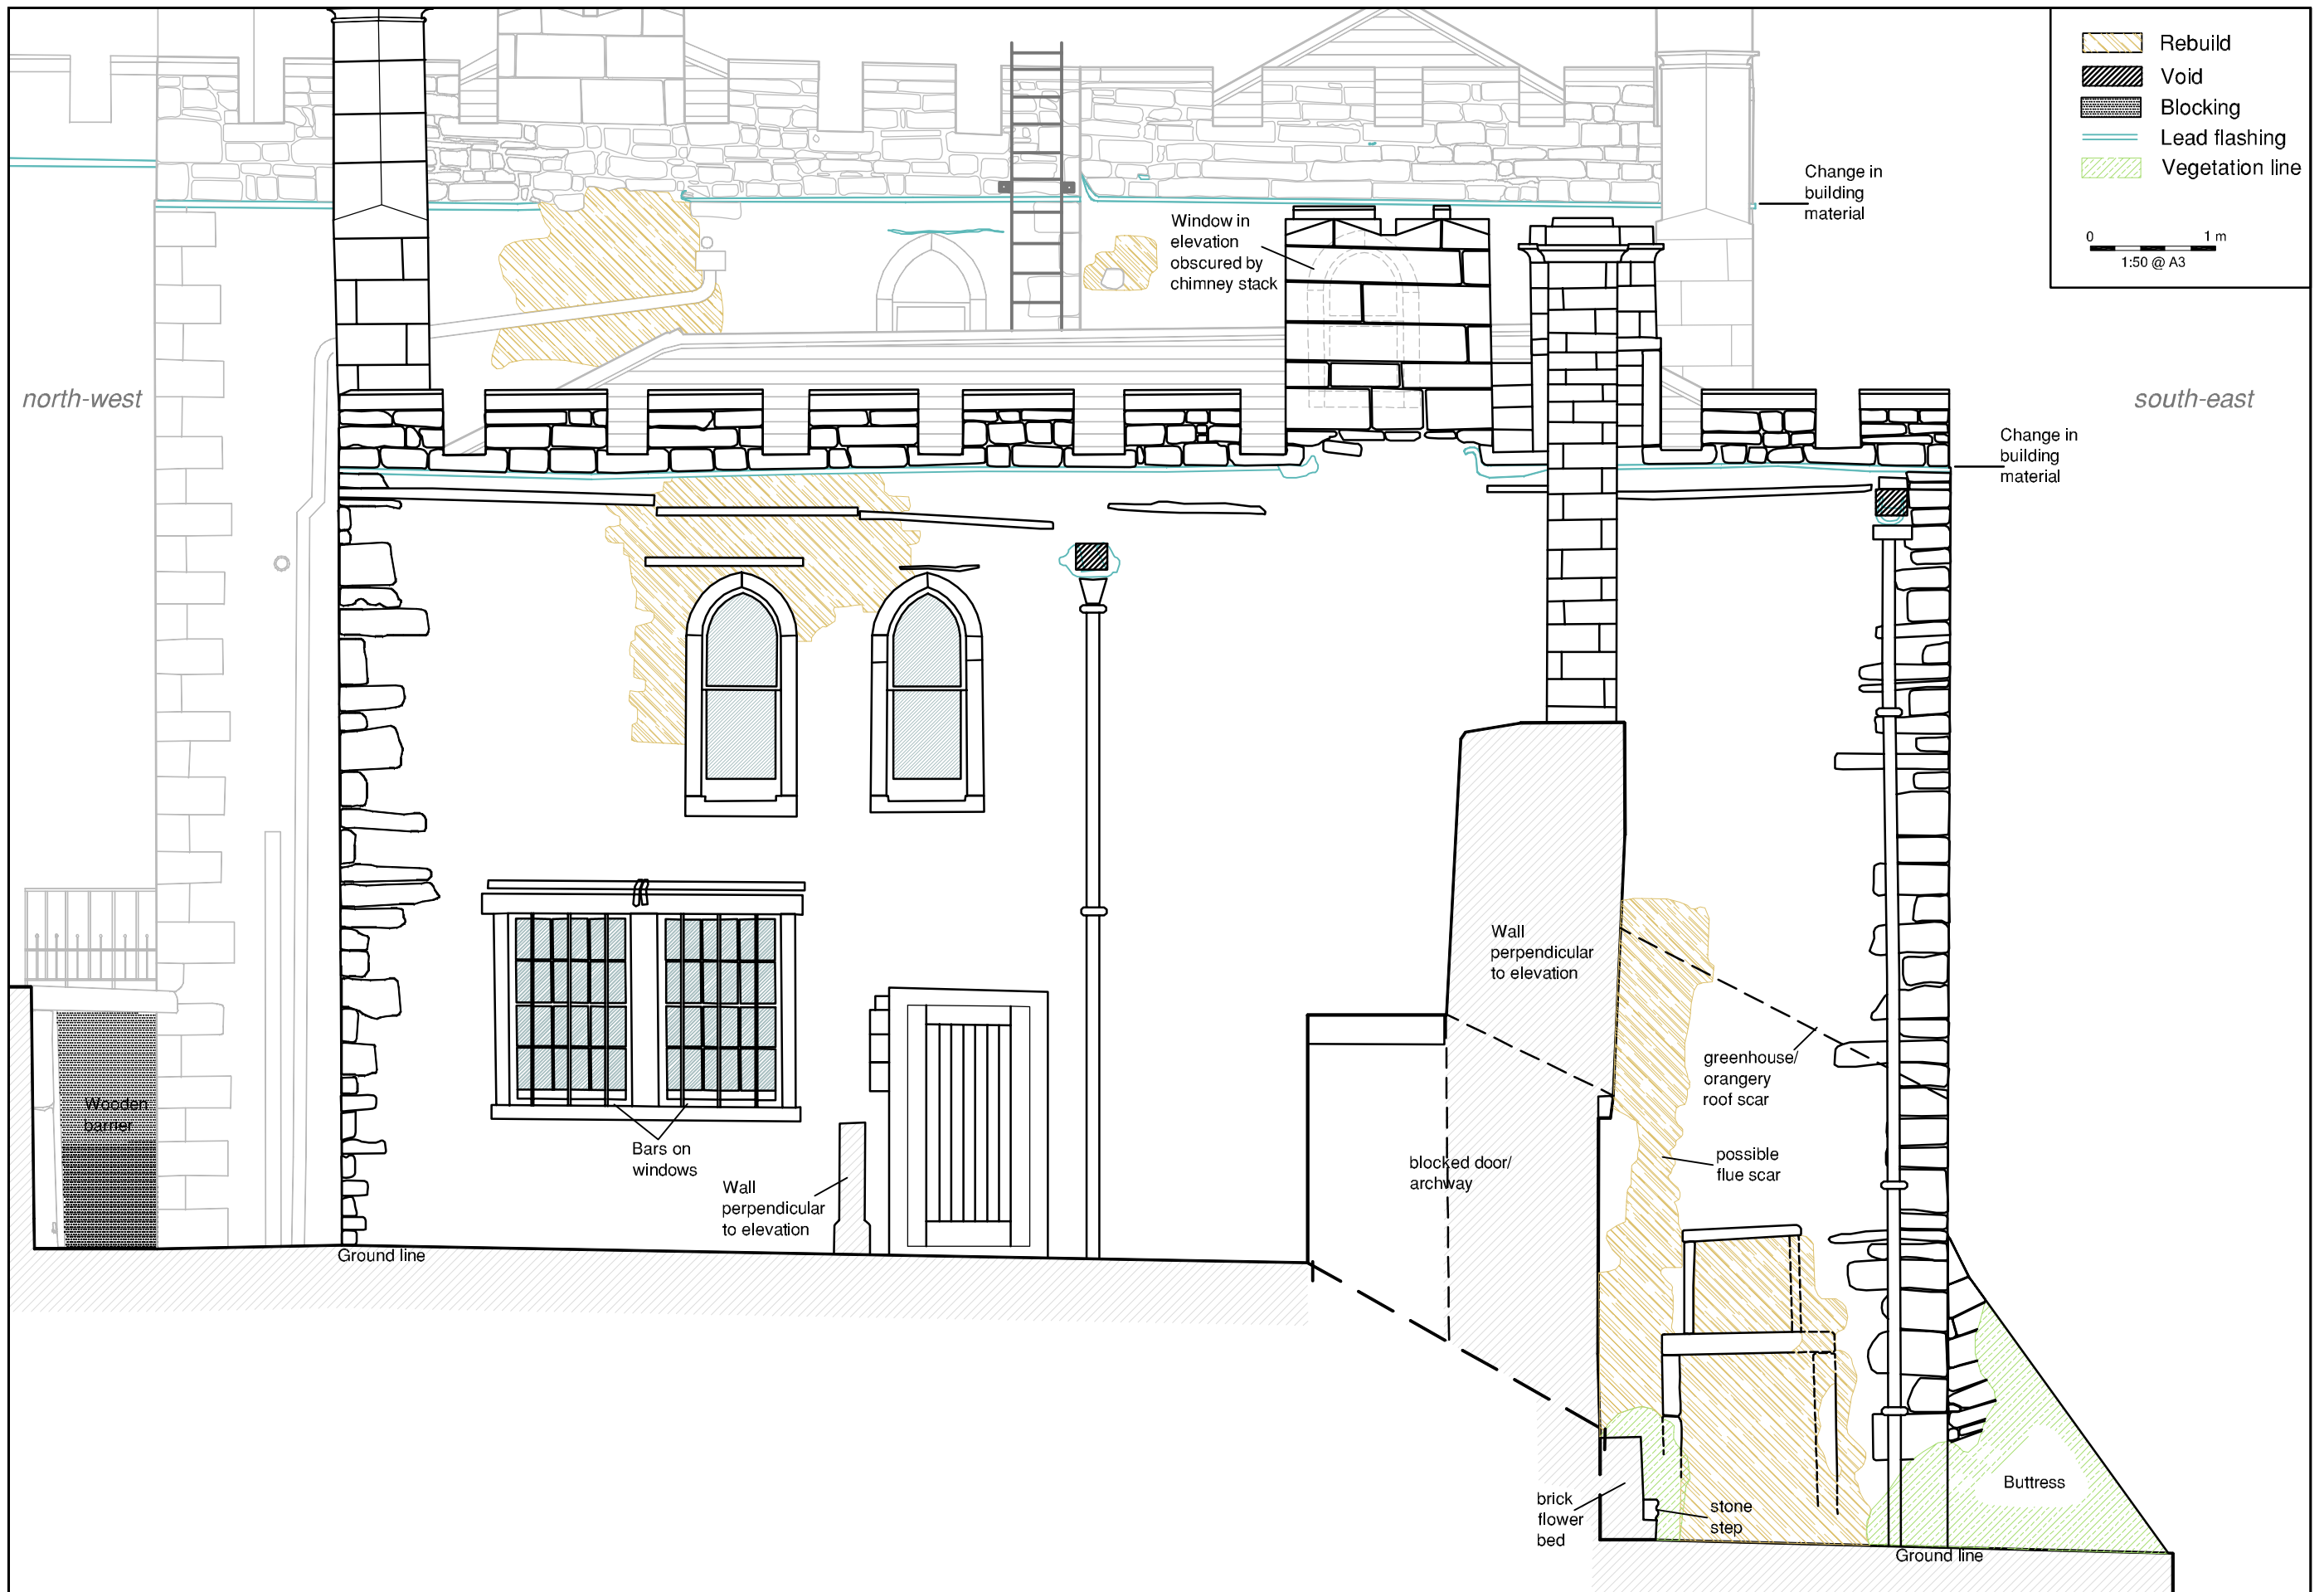 Rebuild
Void
Blocking
Lead flashing
Vegetation line
0 1 m
1:50 @ A3
Change in
building
material
Window in
elevation
obscured by
chimney stack
north-west
south-east
Change in
building
material
Wall
perpendicular
to elevation
greenhouse/
orangery
roof scar
Wooden
barrier
Bars on
windows
possible
flue scar
blocked door/
archway
Wall
perpendicular
to elevation
Ground line
Buttress
brick
flower
bed
stone
step
Ground line